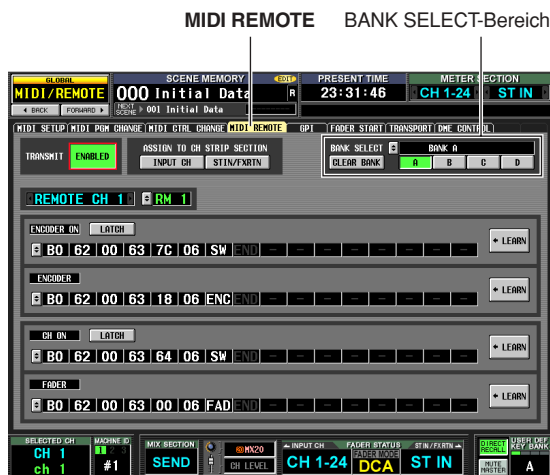 MIDI REMOTE BANK SELECT-Bereich
GLOBAL SCENE MEMORY EDIT PRESENT TIME METER SECTION
MIDI/REMOTE 000 Initial Data R 23:31:46 CH 1-24 ST IN
BACK FORWARD NEXT SCENE 001 Initial Data
MIDI SETUP MIDI PGM CHANGE MIDI CTRL CHANGE MIDI REMOTE GPI FADER START TRANSPORT DME CONTROL
TRANSMIT ENABLED ASSIGN TO CH STRIP SECTION BANK SELECT BANK A
INPUT CH STIN/FXRTN CLEAR BANK A B C D
REMOTE CH 1 RM 1
ENCODER ON LATCH
B0 62 00 63 7C 06 SW END - - - - - - - - LEARN
ENCODER
B0 62 00 63 18 06 ENC END - - - - - - - - LEARN
CH ON LATCH
B0 62 00 63 64 06 SW END - - - - - - - - LEARN
FADER
B0 62 00 63 00 06 FAD END - - - - - - - - LEARN
SELECTED CH MACHINE ID MIX SECTION MIX20 INPUT CH FADER STATUS STIN/FXRTN DIRECT RECALL USER DEF KEY BANK
CH 1 1 2 3 SEND CH 1-24 FADER MODE ST IN
ch 1 #1 CH LEVEL DCA MUTE MASTER A